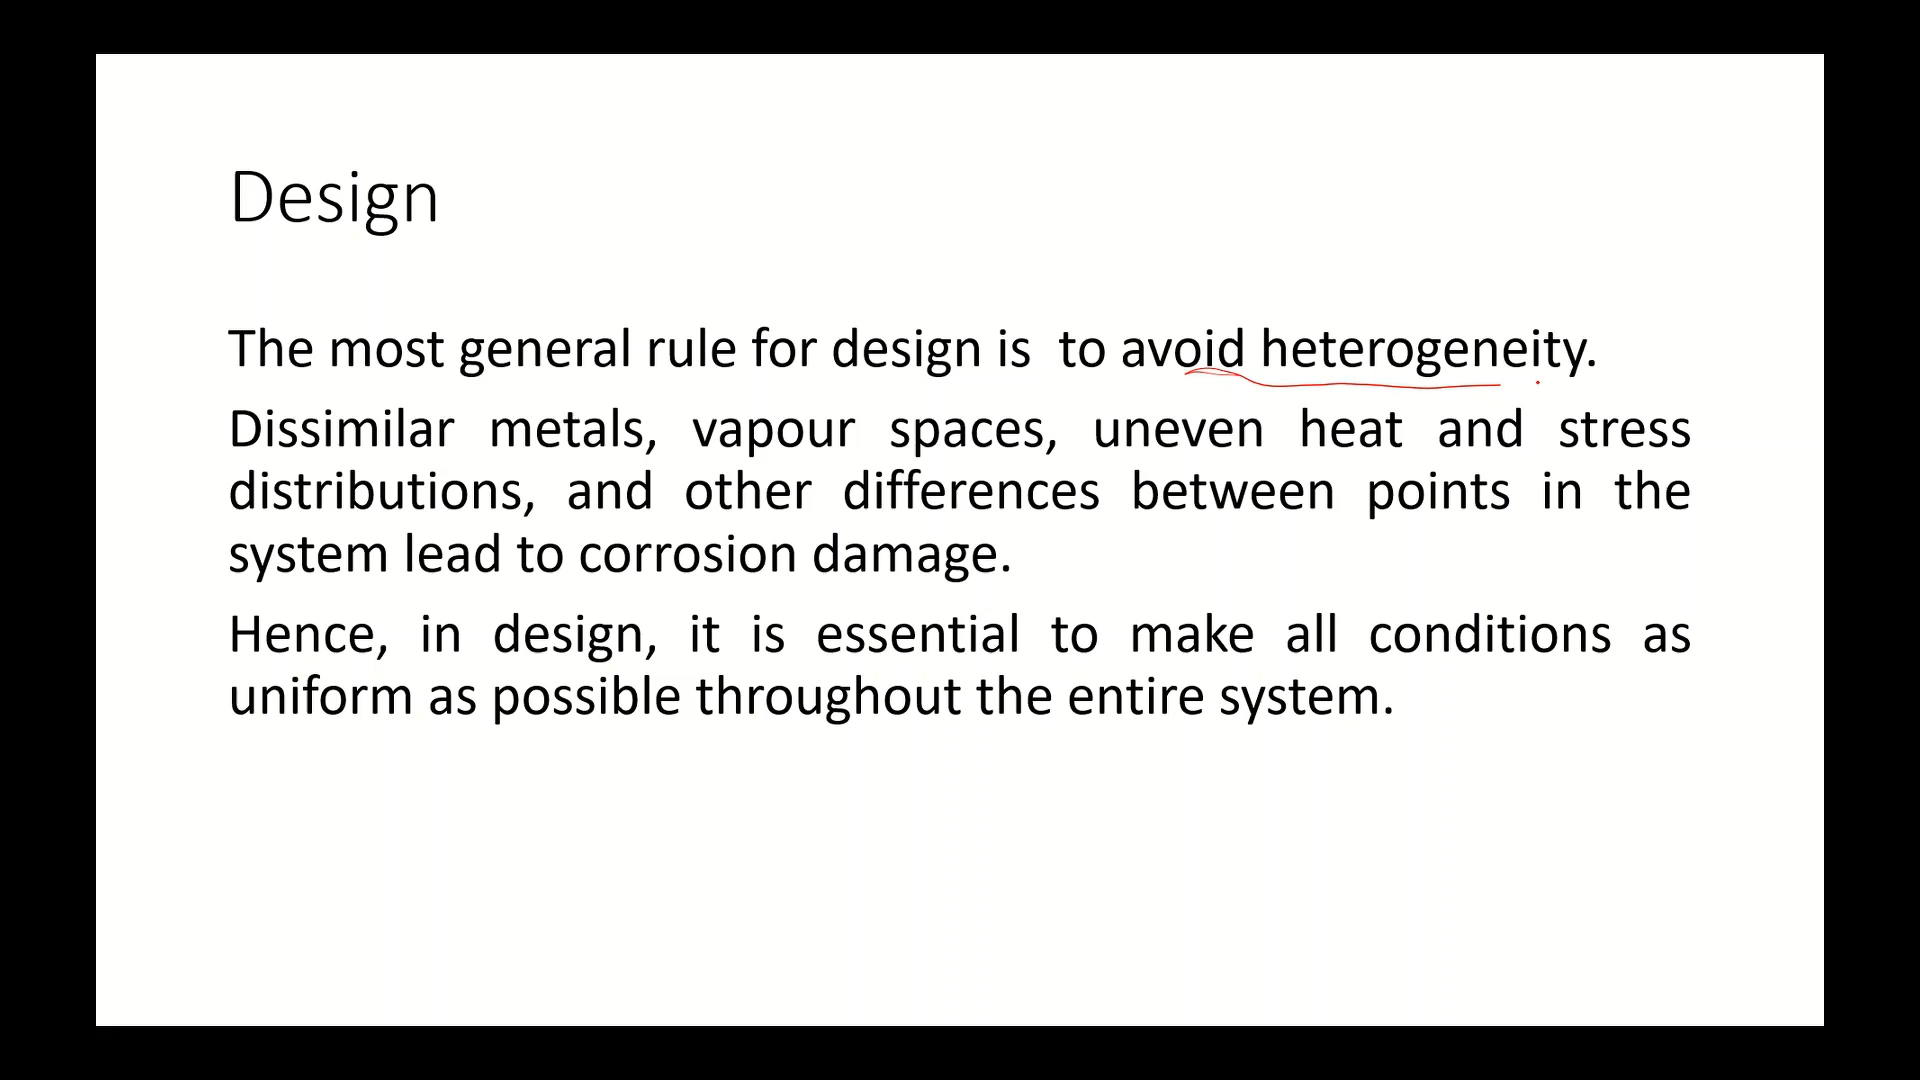 Design
The most general rule for design is to avoid heterogeneity.
Dissimilar metals, vapour spaces, uneven heat and stress
distributions, and other differences between points in the
system lead to corrosion damage.
Hence, in design, it is essential to make all conditions as
uniform as possible throughout the entire system.